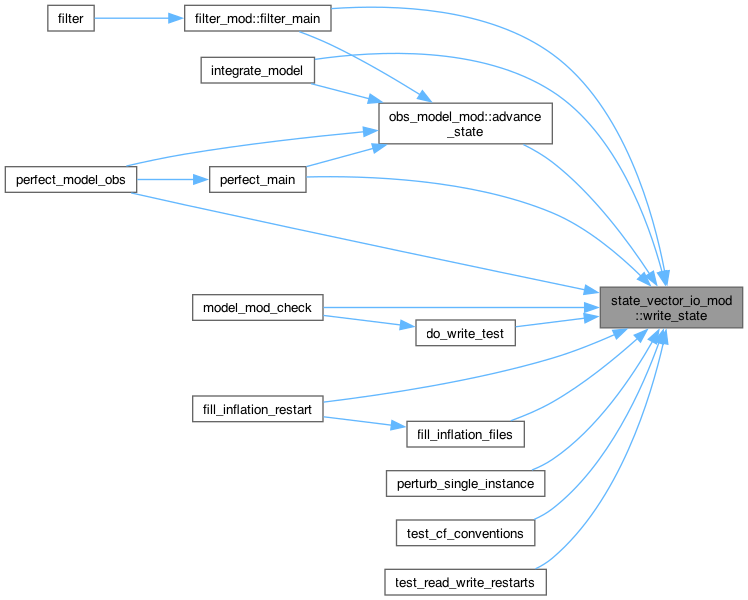 filter
filter_mod::filter_main
integrate_model
obs_model_mod::advance
_state
perfect_model_obs
perfect_main
state_vector_io_mod
::write_state
model_mod_check
do_write_test
fill_inflation_restart
fill_inflation_files
perturb_single_instance
test_cf_conventions
test_read_write_restarts